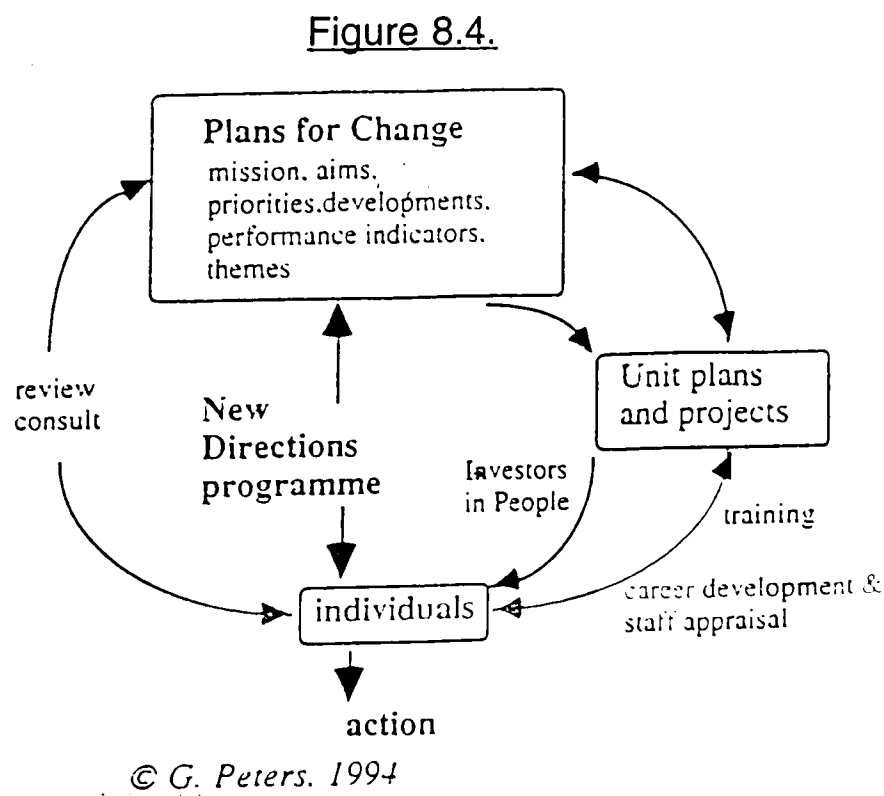 Figure 8.4.
Plans for Change
mission. aims.
priorities.developments.
performance indicators.
themes
review
consult
New
Directions
programme
Unit plans
and projects
Investors
in People
training
career development &
staff appraisal
individuals
action
© G. Peters. 1994